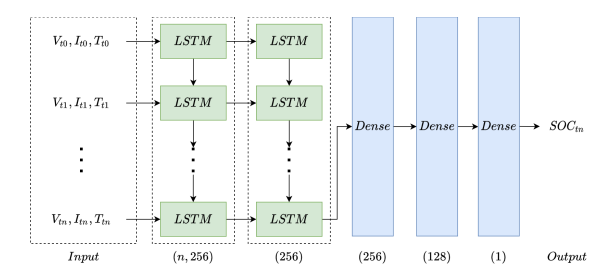 V_{t0}, I_{t0}, T_{t0} LSTM LSTM
V_{t1}, I_{t1}, T_{t1} LSTM LSTM
Dense Dense Dense SOC_{tn}
V_{tn}, I_{tn}, T_{tn} LSTM LSTM
Input (n, 256) (256) (256) (128) (1) Output